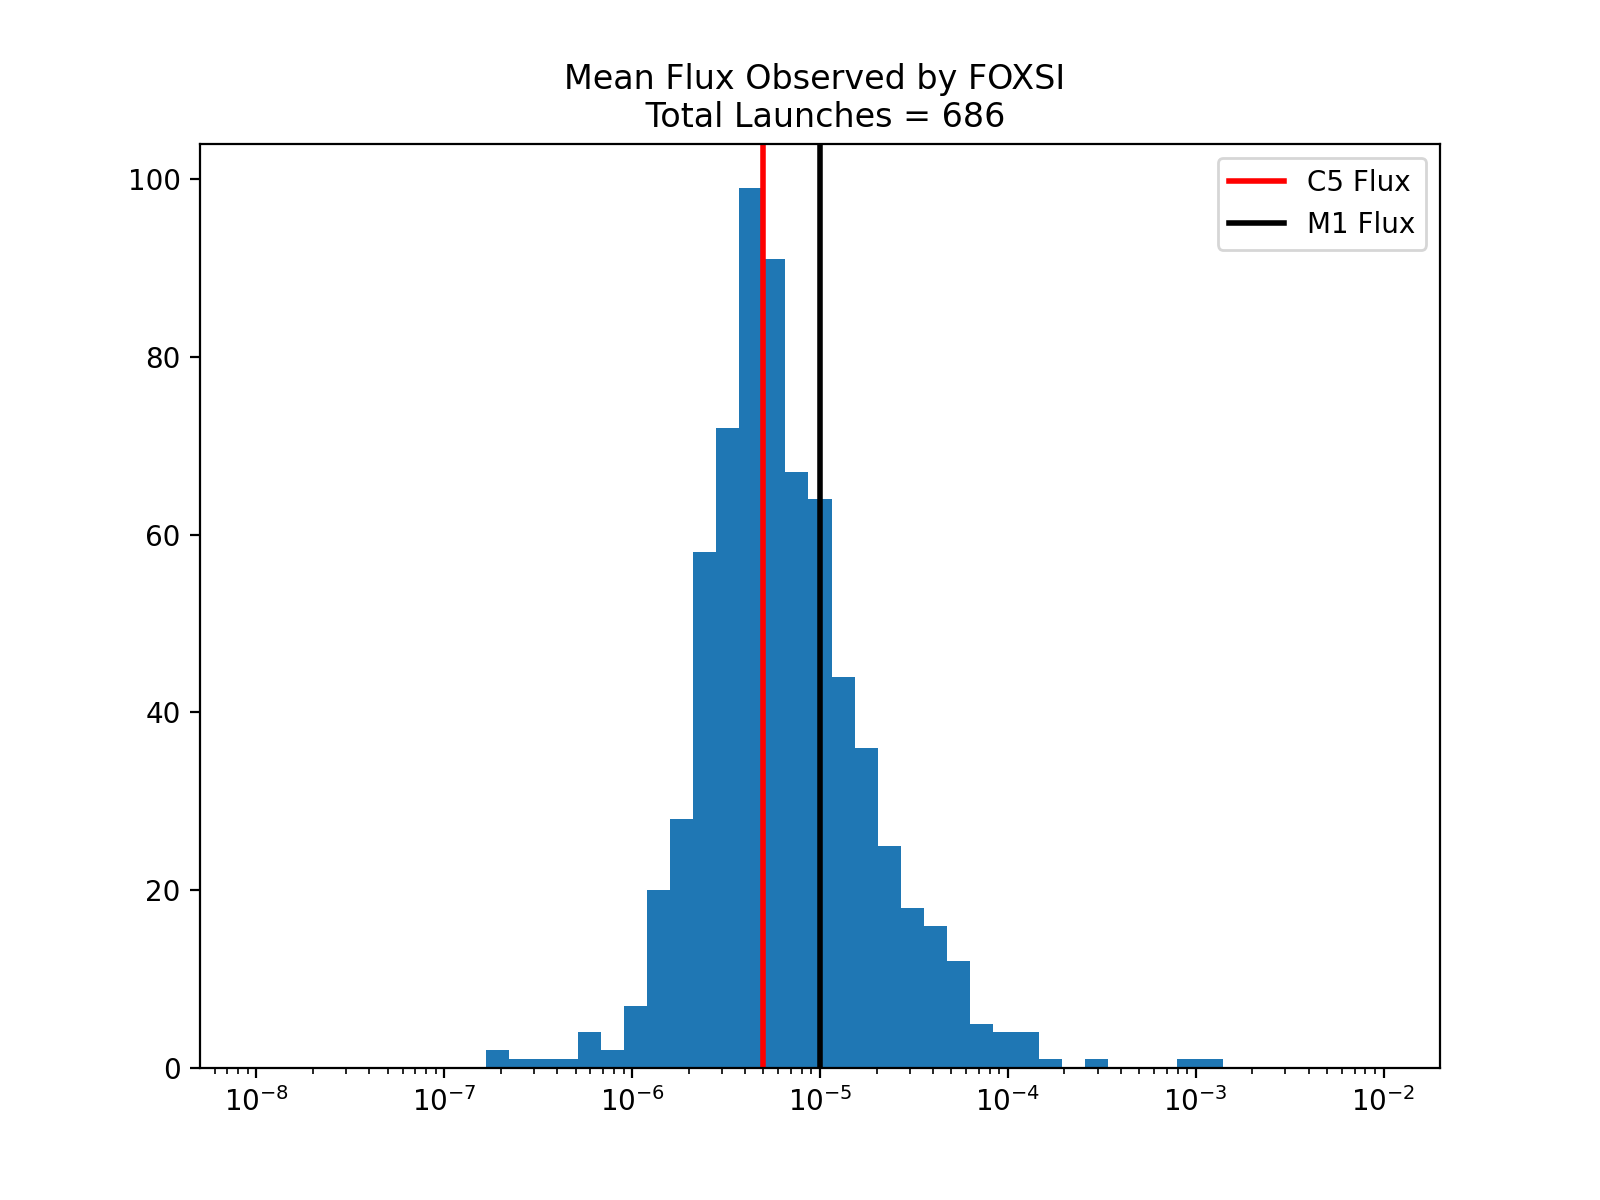 Mean Flux Observed by FOXSI
Total Launches = 686
C5 Flux
M1 Flux
100
80
60
40
20
0
10⁻⁸ 10⁻⁷ 10⁻⁶ 10⁻⁵ 10⁻⁴ 10⁻³ 10⁻²